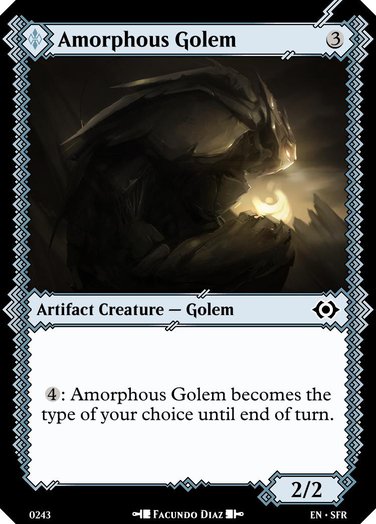 Amorphous Golem 3
Artifact Creature — Golem
4: Amorphous Golem becomes the
type of your choice until end of turn.
2/2
0243 Facundo Diaz EN • SFR